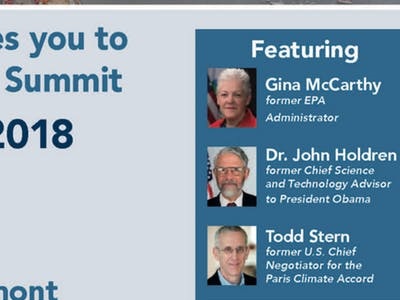 es you to
Summit
2018
mont
Featuring
Gina McCarthy
former EPA
Administrator
Dr. John Holdren
former Chief Science
and Technology Advisor
to President Obama
Todd Stern
former U.S. Chief
Negotiator for the
Paris Climate Accord